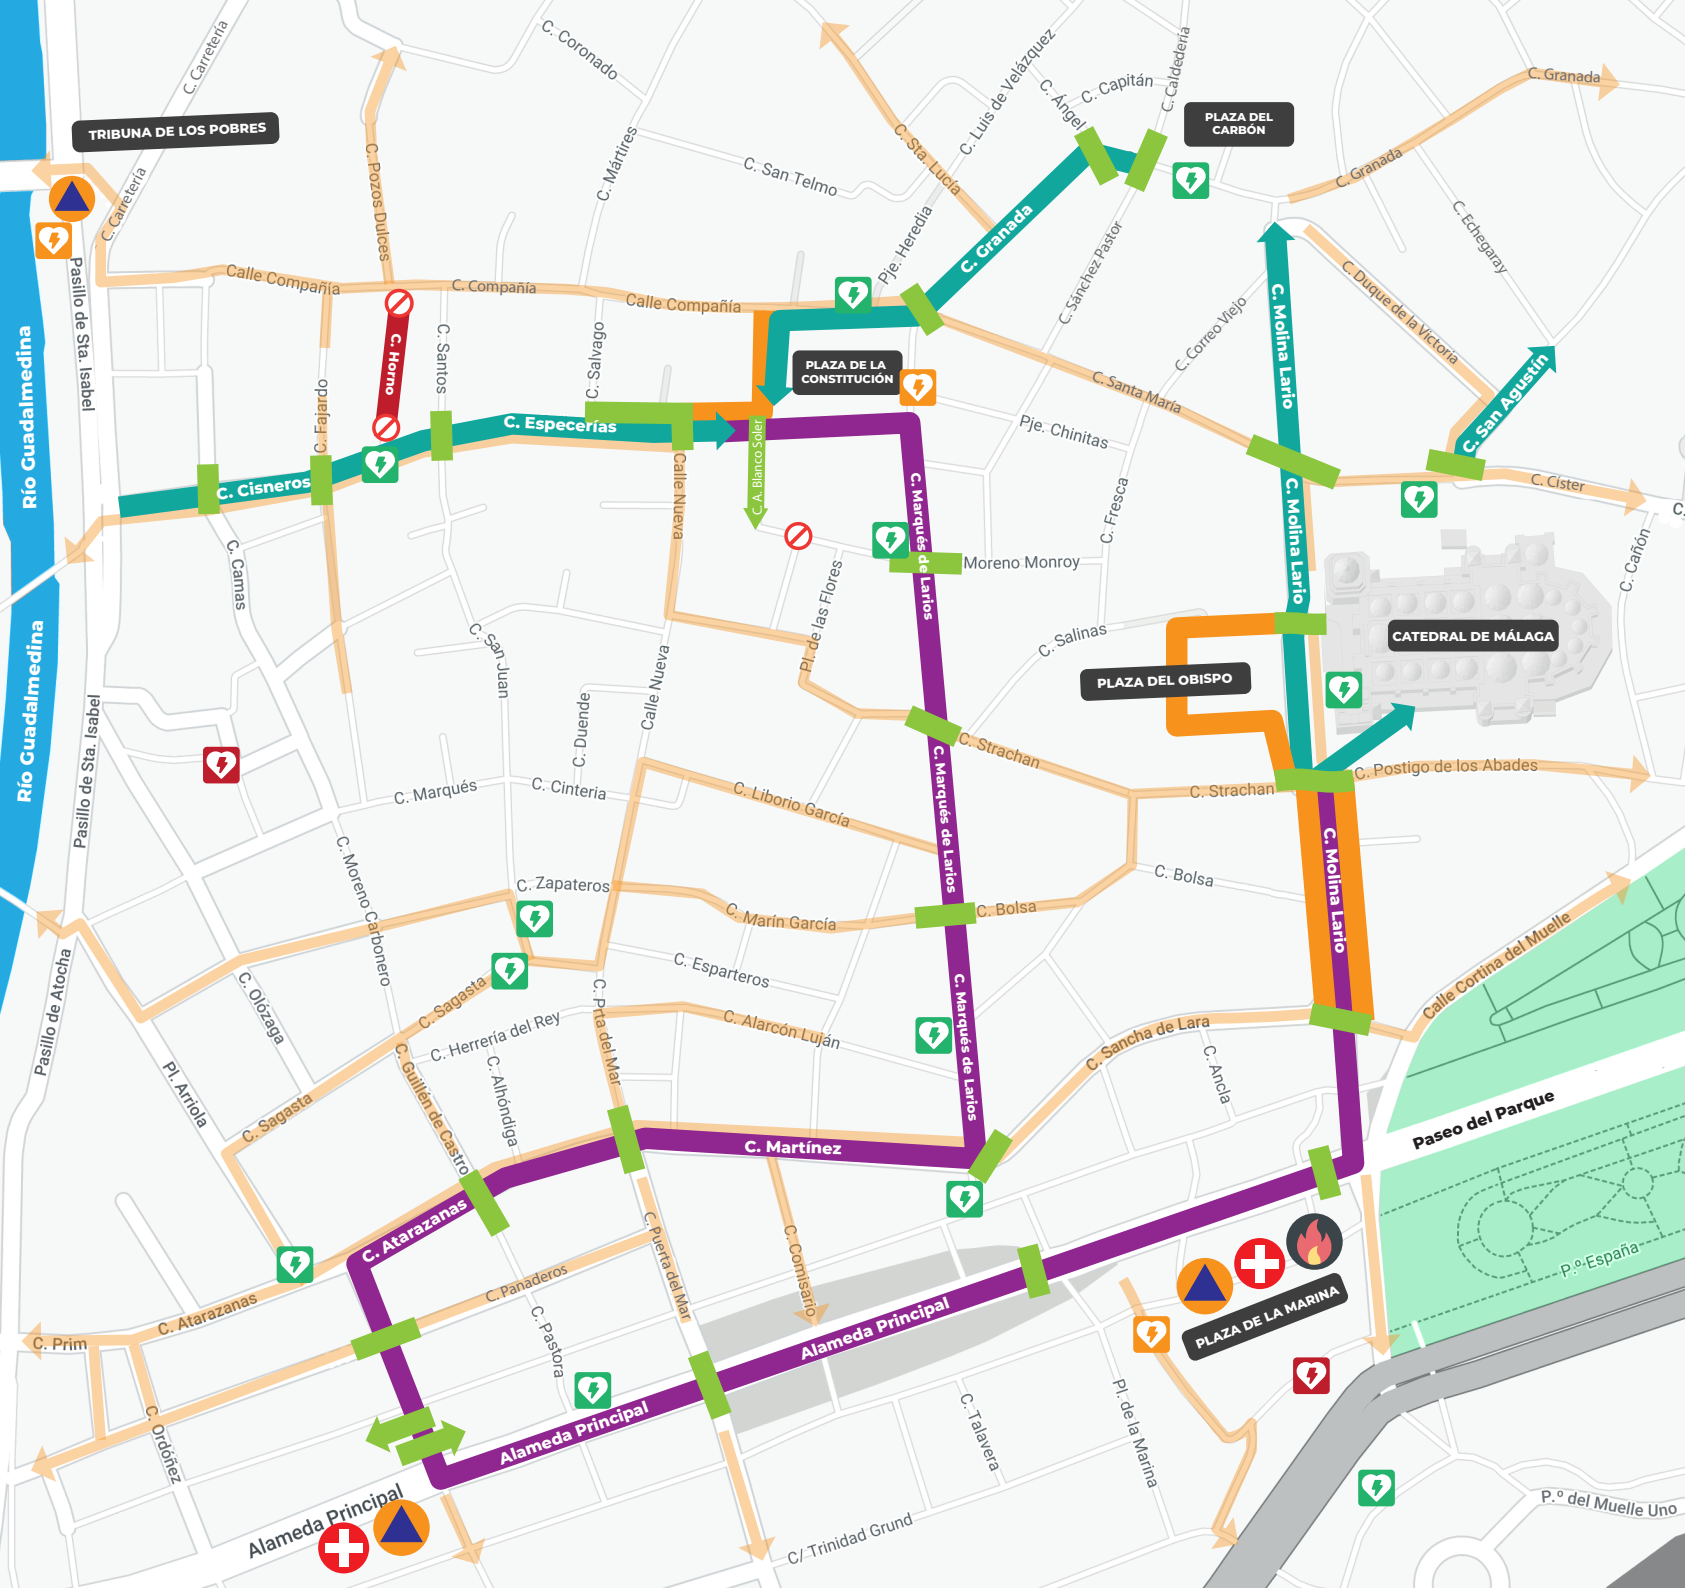 C. Carretería
C. Coronado
C. Luis de Velázquez
C. Caldedería
C. Granada
C. Capitán
C. Ángel
PLAZA DEL
CARBÓN
TRIBUNA DE LOS POBRES
C. Sta. Lucía
C. Mártires
C. San Telmo
C. Granada
C. Pozos Dulces
C. Carretería
Pje. Heredia
C. Granada
C. Echegaray
C. Sánchez Pastor
Pasillo de Sta. Isabel
Calle Compañía
C. Compañía
Calle Compañía
C. Duque de la Victoria
C. Correo Viejo
C. Molina Lario
Río Guadalmedina
C. Horno
C. Santos
C. Salvago
PLAZA DE LA
CONSTITUCIÓN
C. Santa María
C. San Agustín
C. Fajardo
C. Especerías
Pje. Chinitas
C. A. Blanco Soler
Calle Nueva
C. Cisneros
C. Marqués de Larios
C. Fresca
C. Molina Lario
C. Císter
C.
C. Cañón
C. Camas
Moreno Monroy
Pl. de las Flores
C. Salinas
CATEDRAL DE MÁLAGA
PLAZA DEL OBISPO
Río Guadalmedina
C. San Juan
Calle Nueva
C. Duende
Pasillo de Sta. Isabel
C. Strachan
C. Strachan
C. Postigo de los Abades
C. Marqués
C. Cinteria
C. Liborio García
C. Marqués de Larios
C. Molina Lario
C. Moreno Carbonero
C. Zapateros
C. Marín García
C. Bolsa
C. Bolsa
Calle Cortina del Muelle
Pasillo de Atocha
C. Olózaga
C. Sagasta
C. Esparteros
C. Herrería del Rey
C. Prta del Mar
C. Alarcón Luján
C. Marqués de Larios
C. Sancha de Lara
C. Ancla
Pl. Arriola
C. Sagasta
C. Guillén de Castro
C. Alhóndiga
C. Martínez
Paseo del Parque
C. Atarazanas
C. Puerta del Mar
C. Comisario
P.º España
C. Prim
C. Atarazanas
C. Panaderos
C. Pastora
Alameda Principal
PLAZA DE LA MARINA
C. Ordóñez
Alameda Principal
C. Talavera
Pl. de la Marina
Alameda Principal
C/ Trinidad Grund
P.º del Muelle Uno